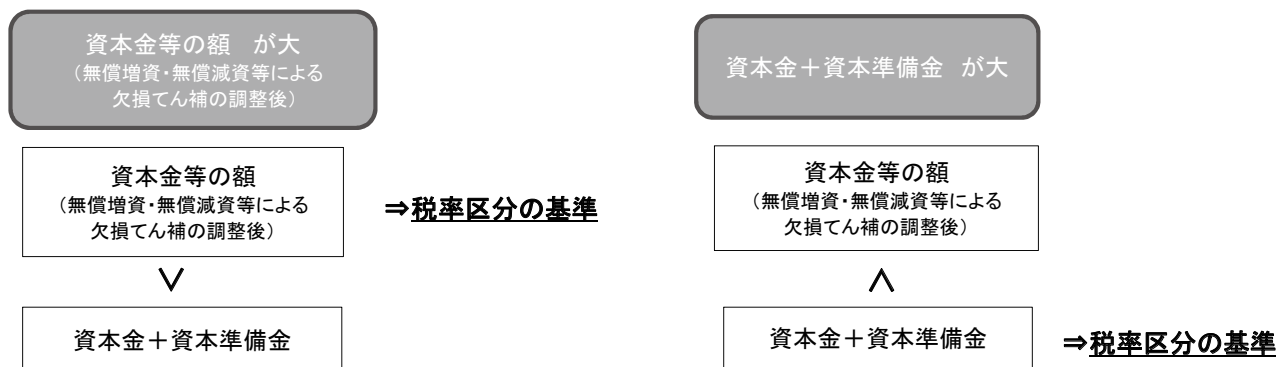 資本金等の額　が大
（無償増資・無償減資等による
欠損てん補の調整後）
資本金等の額
（無償増資・無償減資等による
欠損てん補の調整後）
⇒税率区分の基準
∨
資本金＋資本準備金
資本金＋資本準備金　が大
資本金等の額
（無償増資・無償減資等による
欠損てん補の調整後）
∧
資本金＋資本準備金
⇒税率区分の基準